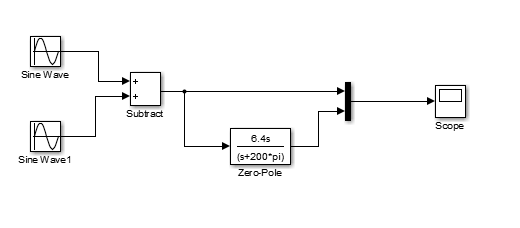 Sine Wave
+
+
Subtract
Sine Wave1
6.4s
(s+200*pi)
Zero-Pole
Scope